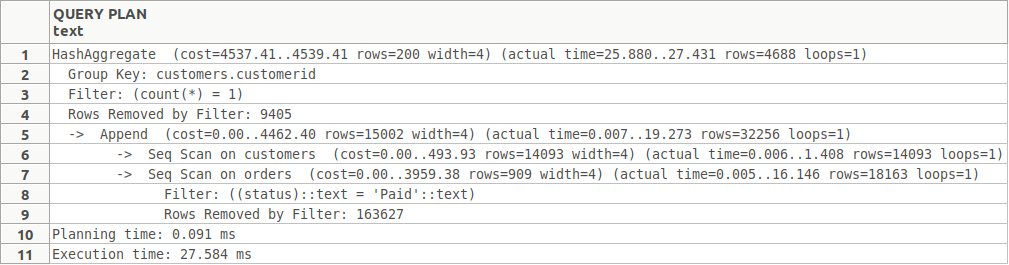 QUERY PLAN
text
1 HashAggregate (cost=4537.41..4539.41 rows=200 width=4) (actual time=25.880..27.431 rows=4688 loops=1)
2 Group Key: customers.customerid
3 Filter: (count(*) = 1)
4 Rows Removed by Filter: 9405
5 -> Append (cost=0.00..4462.40 rows=15002 width=4) (actual time=0.007..19.273 rows=32256 loops=1)
6 -> Seq Scan on customers (cost=0.00..493.93 rows=14093 width=4) (actual time=0.006..1.408 rows=14093 loops=1)
7 -> Seq Scan on orders (cost=0.00..3959.38 rows=909 width=4) (actual time=0.005..16.146 rows=18163 loops=1)
8 Filter: ((status)::text = 'Paid'::text)
9 Rows Removed by Filter: 163627
10 Planning time: 0.091 ms
11 Execution time: 27.584 ms